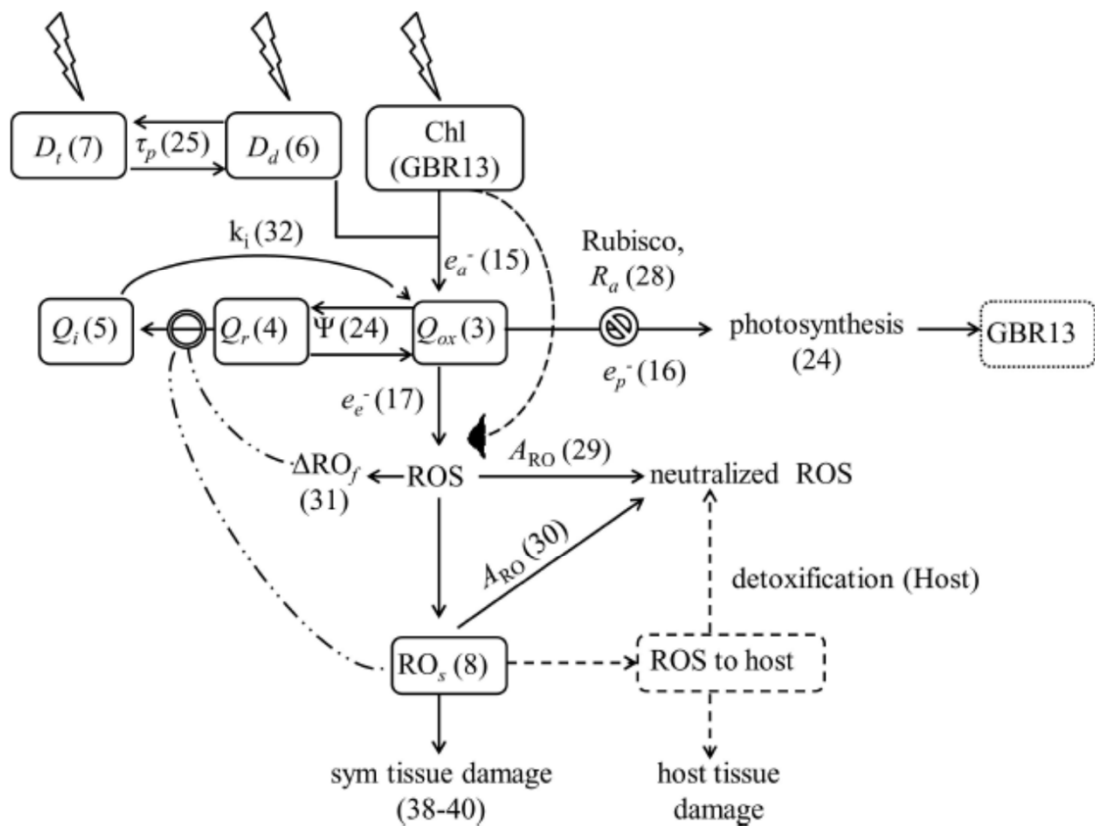 Chl
(GBR13)
D_t (7)
τ_p (25)
D_d (6)
k_i (32)
e_a^- (15)
Rubisco,
R_a (28)
Q_i (5)
Q_r (4)
Ψ (24)
Q_ox (3)
photosynthesis
(24)
GBR13
e_p^- (16)
e_e^- (17)
ΔRO_f
(31)
ROS
A_RO (29)
neutralized ROS
A_RO (30)
detoxification (Host)
RO_s (8)
ROS to host
sym tissue damage
(38-40)
host tissue
damage